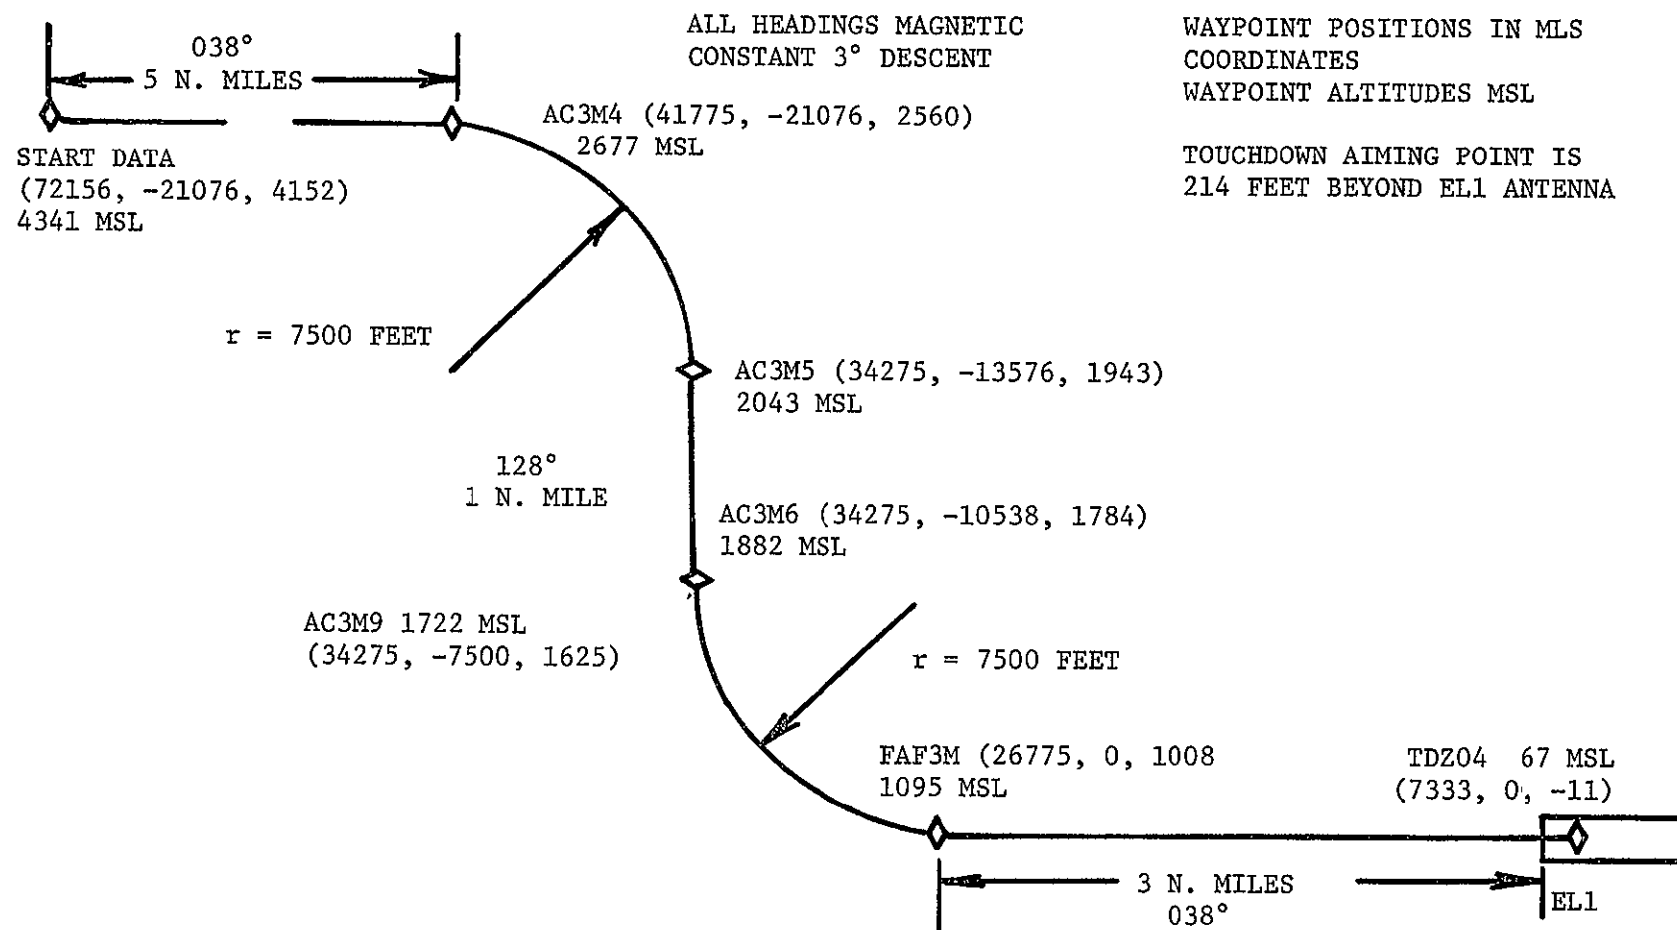 ALL HEADINGS MAGNETIC
CONSTANT 3° DESCENT
WAYPOINT POSITIONS IN MLS
COORDINATES
WAYPOINT ALTITUDES MSL
TOUCHDOWN AIMING POINT IS
214 FEET BEYOND EL1 ANTENNA
038°
5 N. MILES
START DATA
(72156, -21076, 4152)
4341 MSL
AC3M4 (41775, -21076, 2560)
2677 MSL
r = 7500 FEET
AC3M5 (34275, -13576, 1943)
2043 MSL
128°
1 N. MILE
AC3M6 (34275, -10538, 1784)
1882 MSL
AC3M9 1722 MSL
(34275, -7500, 1625)
r = 7500 FEET
FAF3M (26775, 0, 1008
1095 MSL
TDZ04 67 MSL
(7333, 0, -11)
3 N. MILES
038°
EL1